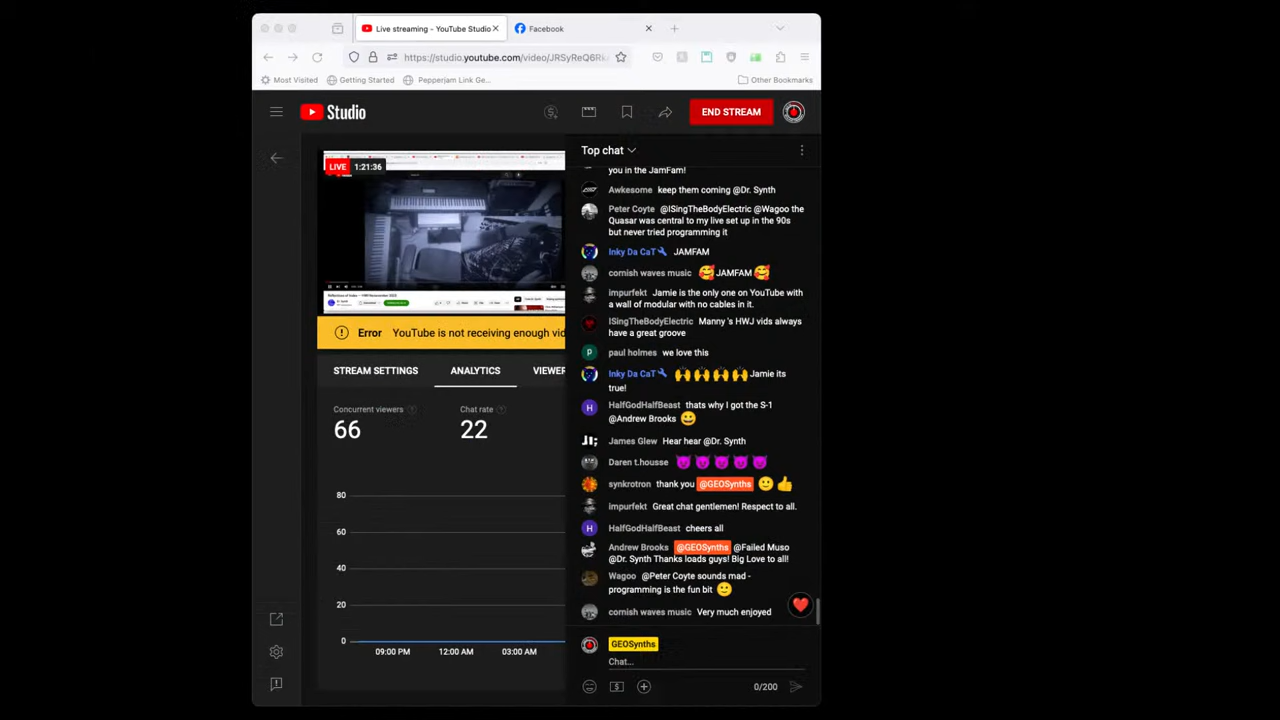 Live streaming - YouTube Studio
Facebook
https://studio.youtube.com/video/JRSyReQ6R
Most Visited
Getting Started
Pepperjam Link Ge...
Other Bookmarks
Studio
END STREAM
LIVE 1:21:36
Error YouTube is not receiving enough vid
STREAM SETTINGS
ANALYTICS
VIEWER
Concurrent viewers
Chat rate
66
22
80
60
40
20
0
09:00 PM
12:00 AM
03:00 AM
Top chat
you in the JamFam!
Awkesome keep them coming @Dr. Synth
Peter Coyte @ISingTheBodyElectric @Wagoo the
Quasar was central to my live set up in the 90s
but never tried programming it
Inky Da CaT JAMFAM
cornish waves music 🥰 JAMFAM 🥰
impurfekt Jamie is the only one on YouTube with
a wall of modular with no cables in it.
ISingTheBodyElectric Manny 's HWJ vids always
have a great groove
paul holmes we love this
Inky Da CaT 🙌 🙌 🙌 🙌 Jamie its
true!
HalfGodHalfBeast thats why I got the S-1
@Andrew Brooks 😀
James Glew Hear hear @Dr. Synth
Daren t.housse 😈 😈 😈 😈 😈
synkrotron thank you @GEOSynths 🙂 👍
impurfekt Great chat gentlemen! Respect to all.
HalfGodHalfBeast cheers all
Andrew Brooks @GEOSynths @Failed Muso
@Dr. Synth Thanks loads guys! Big Love to all!
Wagoo @Peter Coyte sounds mad -
programming is the fun bit 🙂
cornish waves music Very much enjoyed
GEOSynths
Chat...
0/200